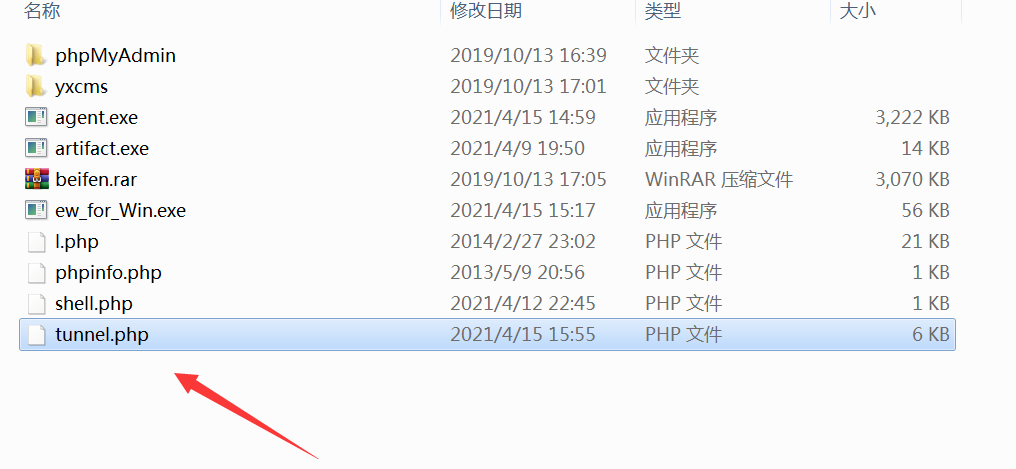 名称 修改日期 类型 大小
phpMyAdmin 2019/10/13 16:39 文件夹
yxcms 2019/10/13 17:01 文件夹
agent.exe 2021/4/15 14:59 应用程序 3,222 KB
artifact.exe 2021/4/9 19:50 应用程序 14 KB
beifen.rar 2019/10/13 17:05 WinRAR 压缩文件 3,070 KB
ew_for_Win.exe 2021/4/15 15:17 应用程序 56 KB
l.php 2014/2/27 23:02 PHP 文件 21 KB
phpinfo.php 2013/5/9 20:56 PHP 文件 1 KB
shell.php 2021/4/12 22:45 PHP 文件 1 KB
tunnel.php 2021/4/15 15:55 PHP 文件 6 KB